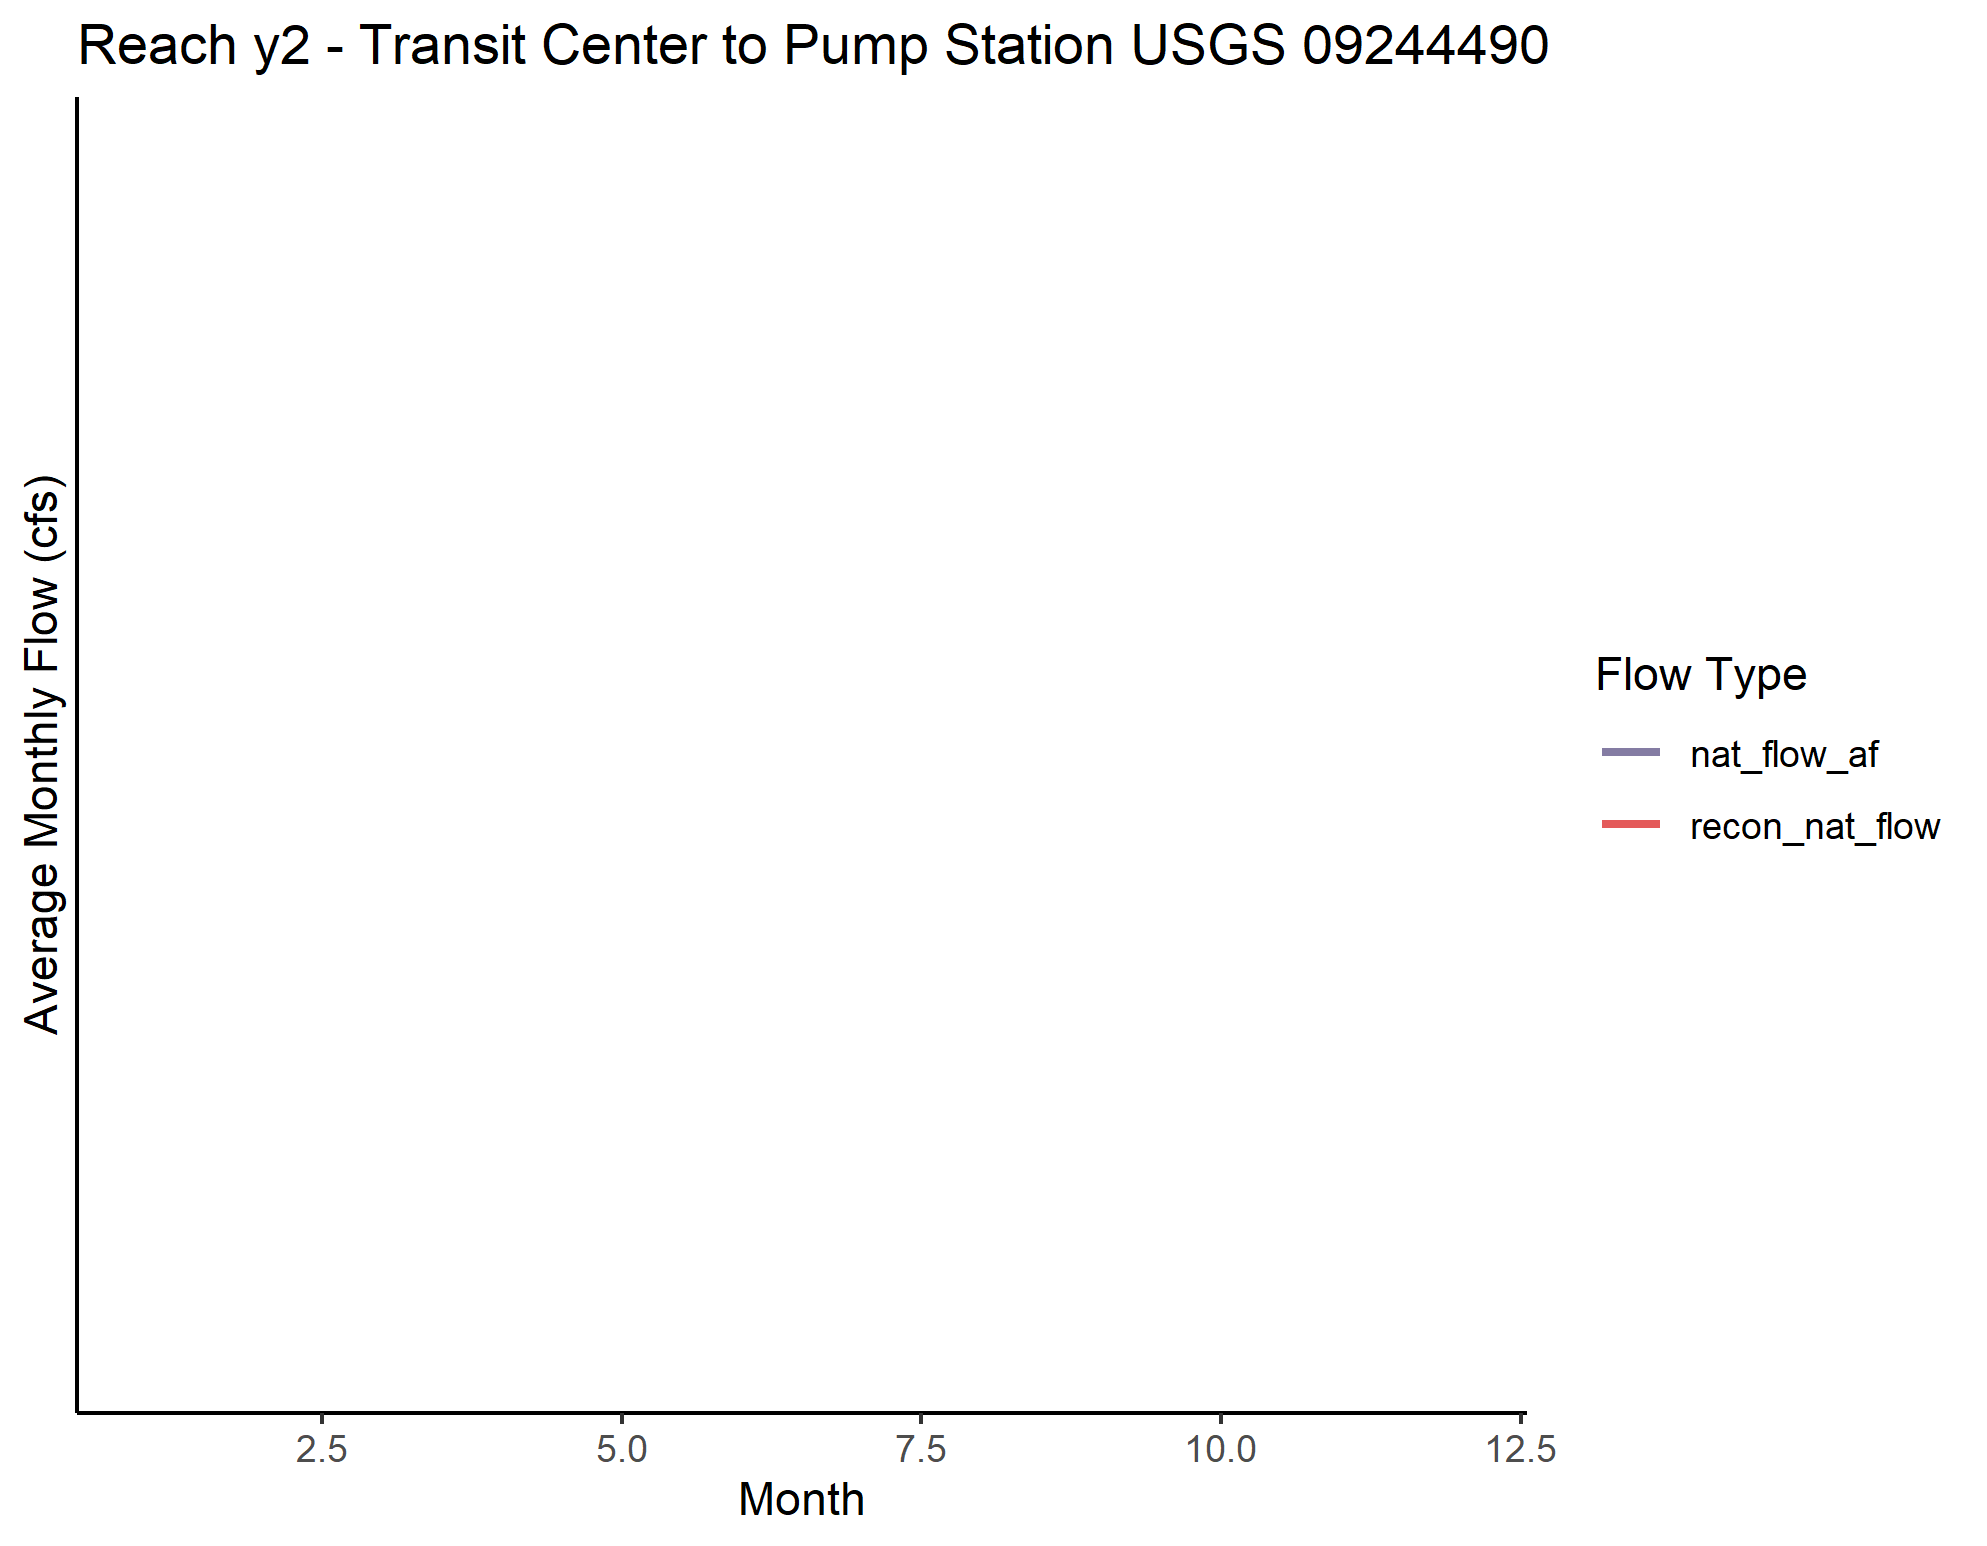 Reach y2 - Transit Center to Pump Station USGS 09244490
Average Monthly Flow (cfs)
Flow Type
nat_flow_af
recon_nat_flow
2.5 5.0 7.5 10.0 12.5
Month